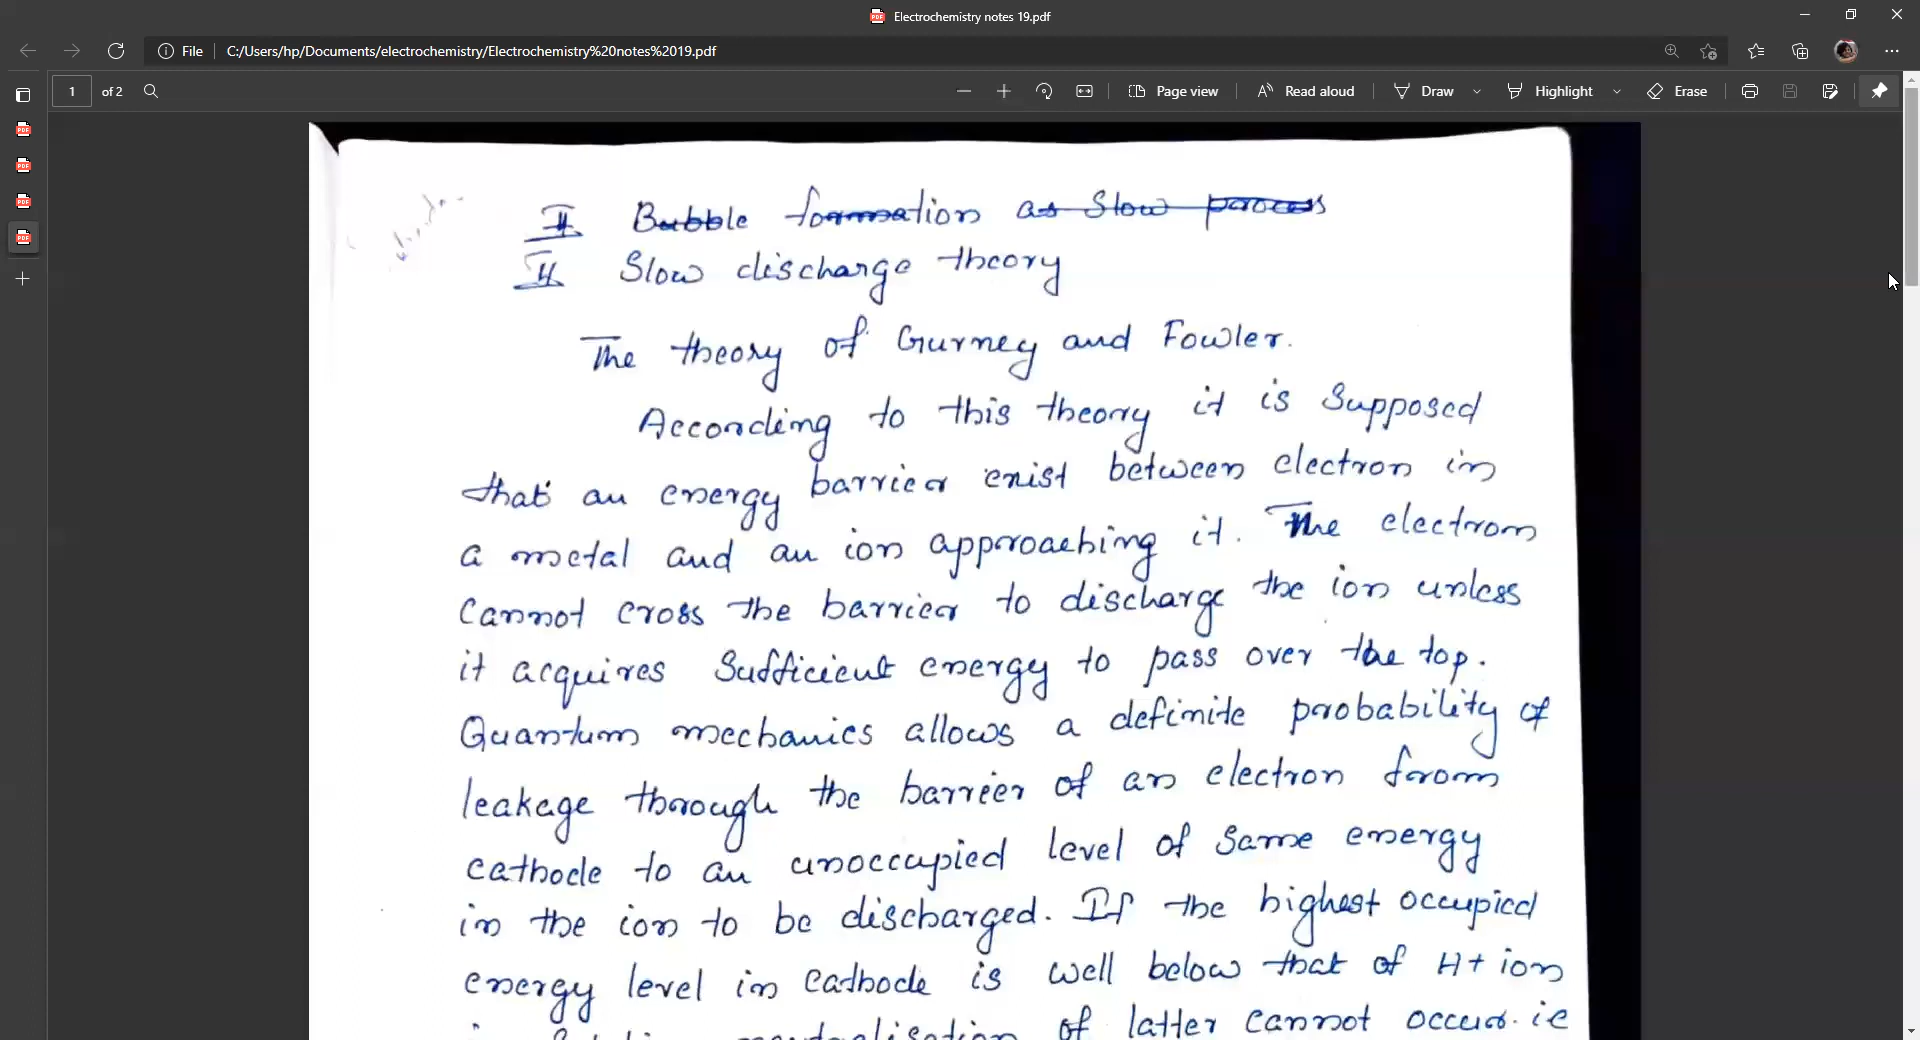 Electrochemistry notes 19.pdf
File C:/Users/hp/Documents/electrochemistry/Electrochemistry%20notes%2019.pdf
1 of 2 Page view Read aloud Draw Highlight Erase
II Bubble formation as Slow process
II Slow discharge theory
The theory of Gurney and Fowler.
According to this theory it is Supposed
that an energy barrier exist between electron in
a metal and an ion approaching it. The electron
Cannot cross the barrier to discharge the ion unless
it acquires Sufficient energy to pass over the top.
Quantum mechanics allows a definite probability of
leakage through the barrier of an electron from
cathode to an unoccupied level of Same energy
in the ion to be discharged. If the highest occupied
energy level in Cathode is well below that of H+ ion
of latter cannot occur. ie